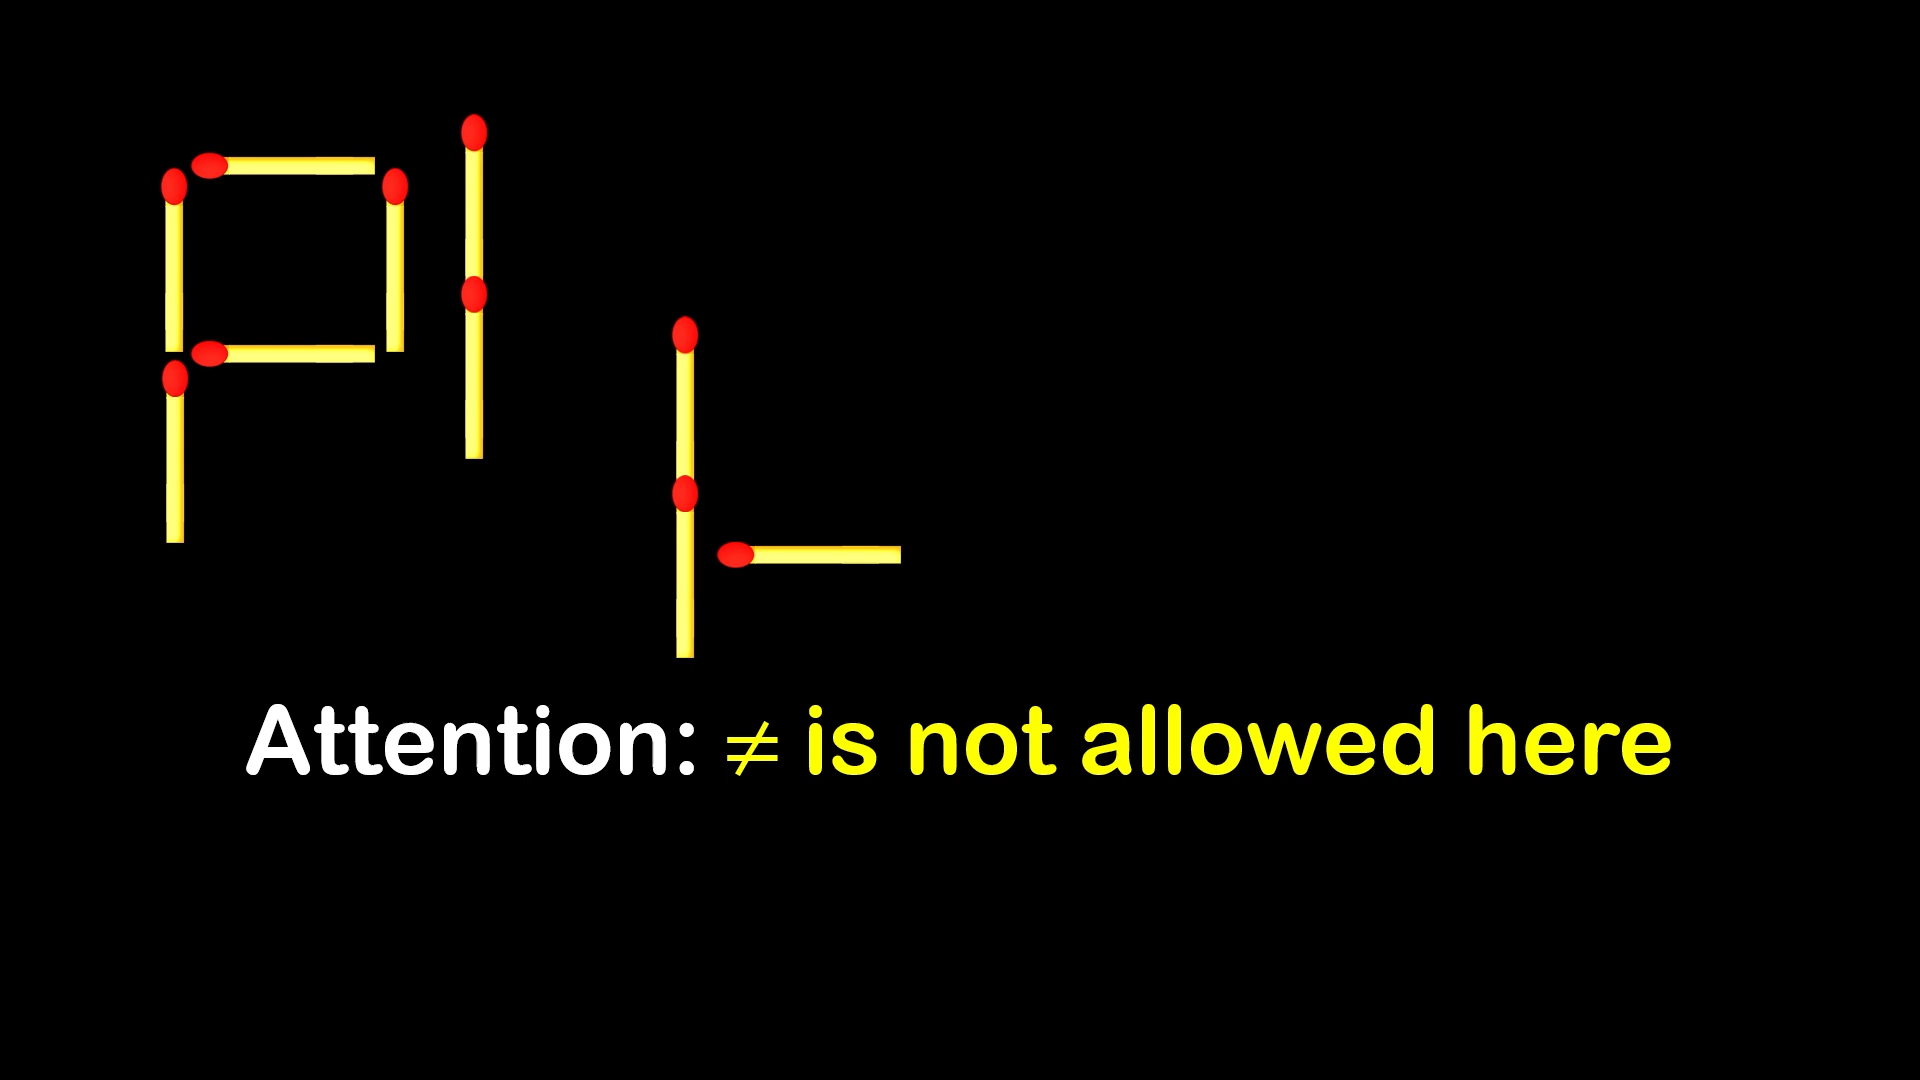 Attention: ≠ is not allowed here